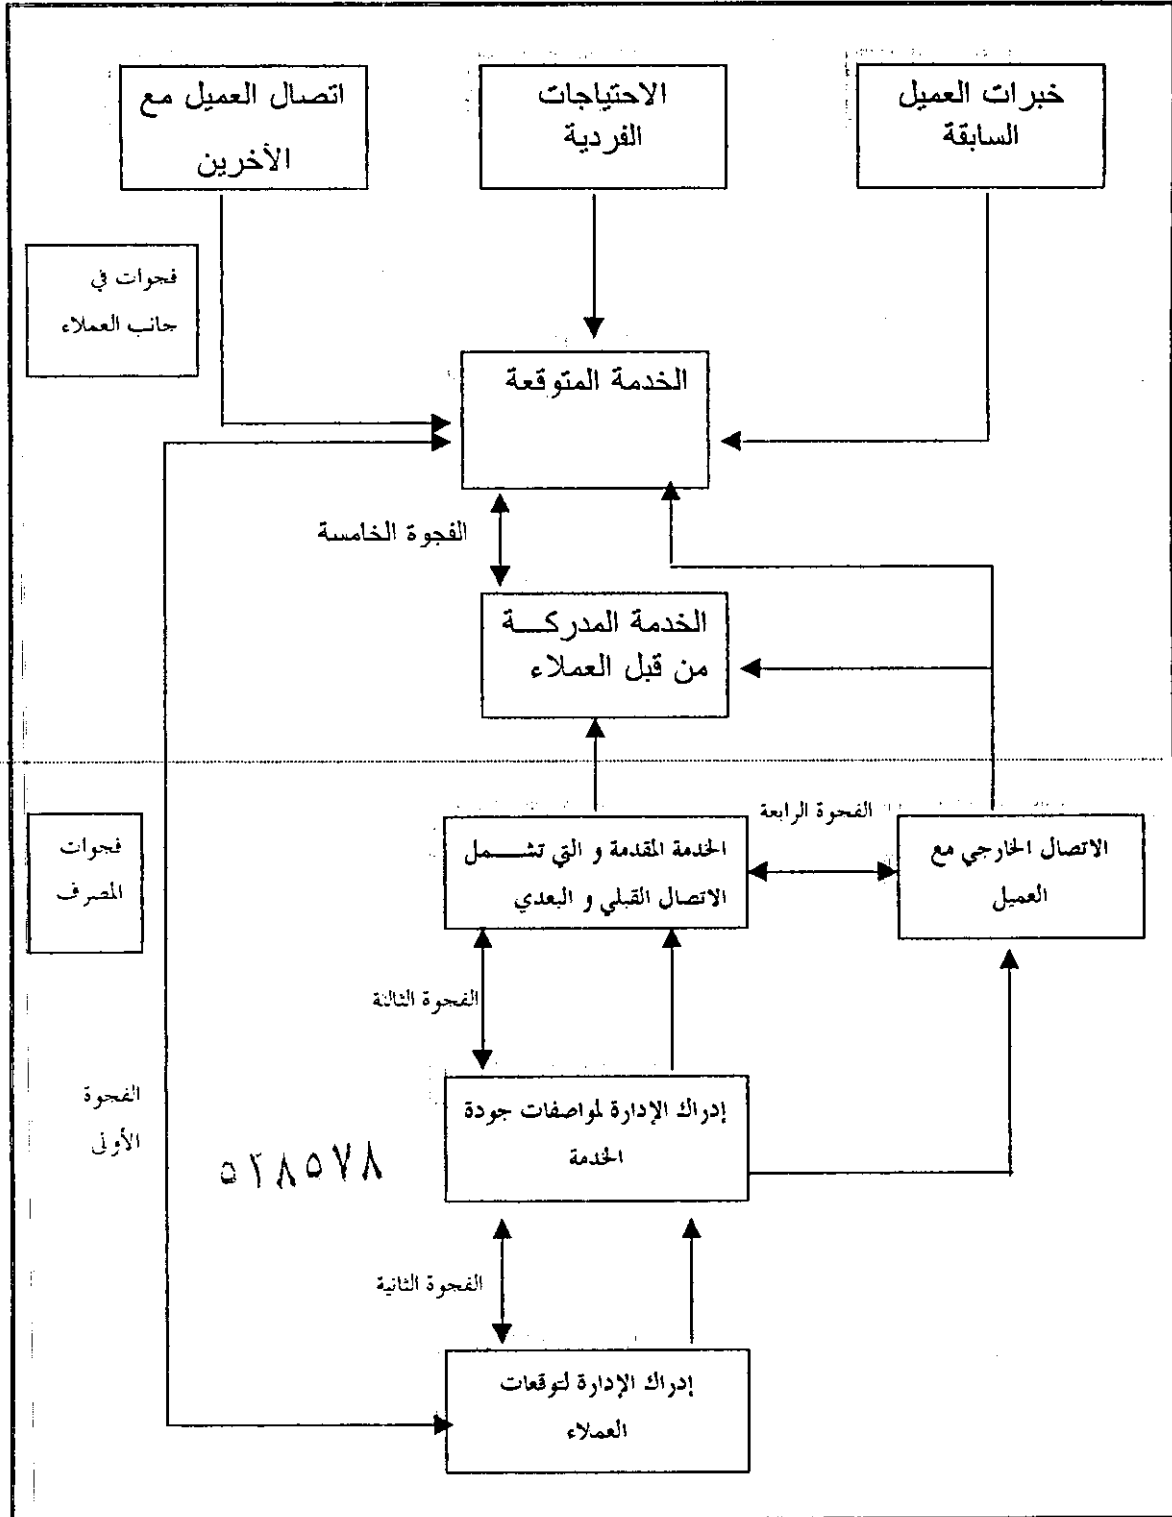 خبرات العميل
السابقة
الاحتياجات
الفردية
اتصال العميل مع
الأخرين
فجوات في
جانب العملاء
الخدمة المتوقعة
الفجوة الخامسة
الخدمة المدركة
من قبل العملاء
الفجوة الرابعة
الاتصال الخارجي مع
العميل
الخدمة المقدمة و التي تشمل
الاتصال القبلي و البعدي
فجوات
المصرف
الفجوة الثالثة
إدراك الإدارة لمواصفات جودة
الخدمة
الفجوة
الأولى
٥٢٨٥٧٨
الفجوة الثانية
إدراك الإدارة لتوقعات
العملاء